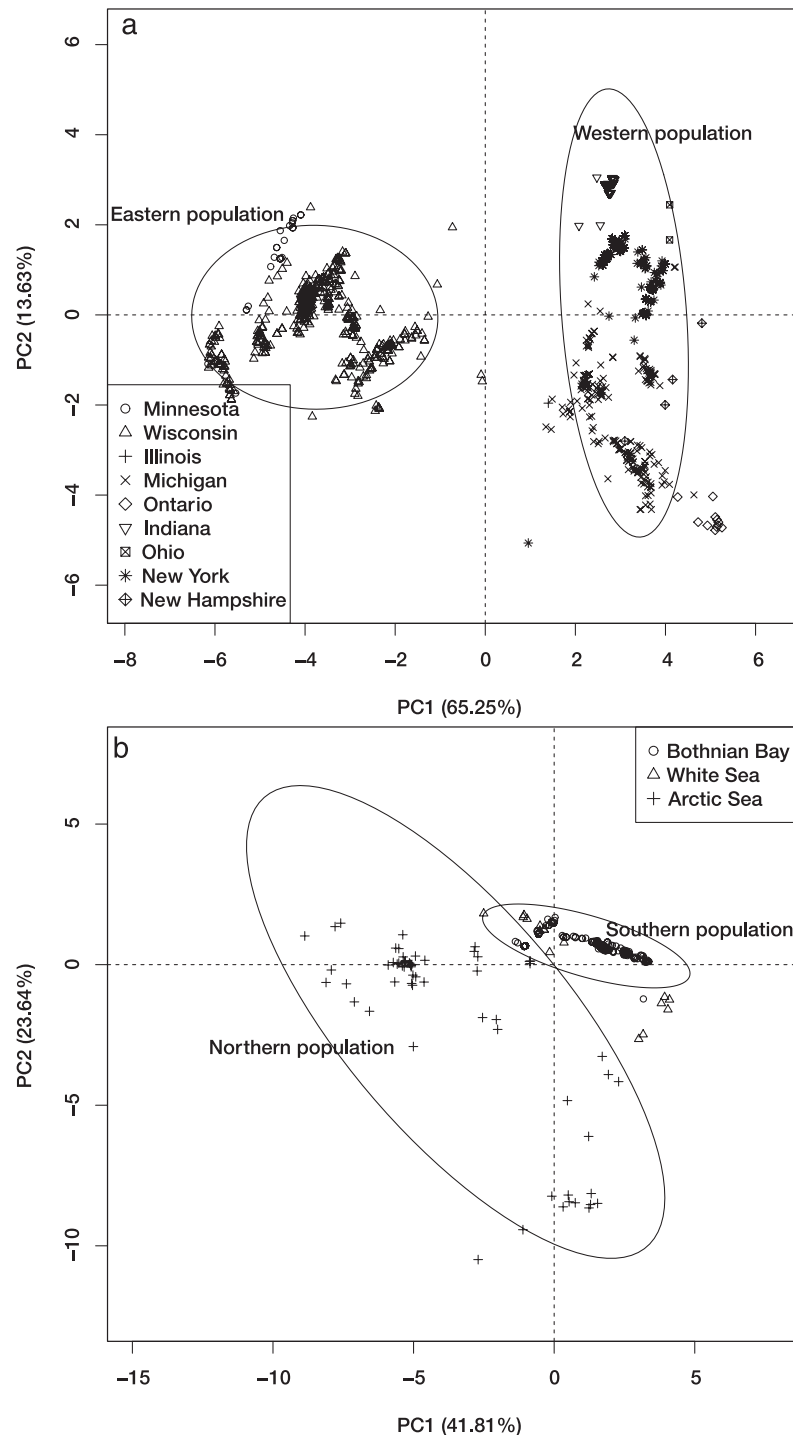 a
6
4
2
0
−2
−4
−6
PC2 (13.63%)
Western population
Eastern population
Minnesota
Wisconsin
Illinois
Michigan
Ontario
Indiana
Ohio
New York
New Hampshire
−8
−6
−4
−2
0
2
4
6
PC1 (65.25%)
b
Bothnian Bay
White Sea
Arctic Sea
5
0
−5
−10
PC2 (23.64%)
Southern population
Northern population
−15
−10
−5
0
5
PC1 (41.81%)